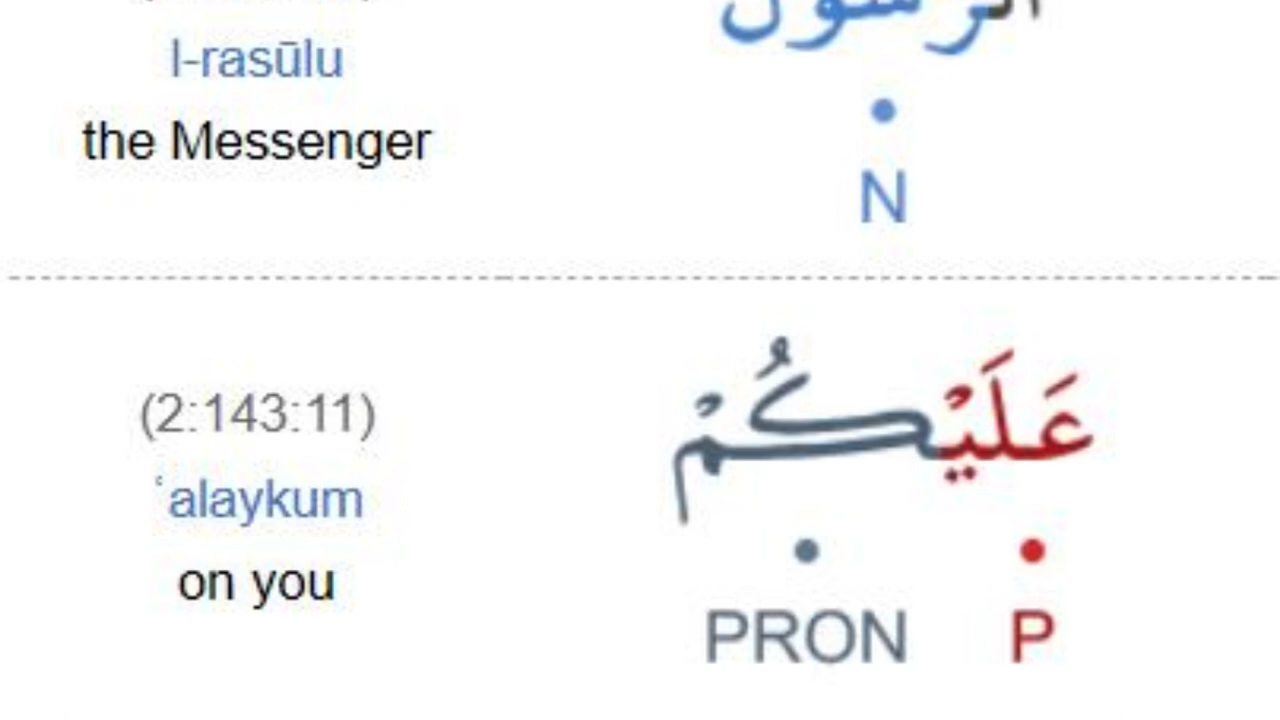 l-rasūlu
the Messenger
N
(2:143:11)
ʿalaykum
on you
عَلَيْكُمْ
PRON P